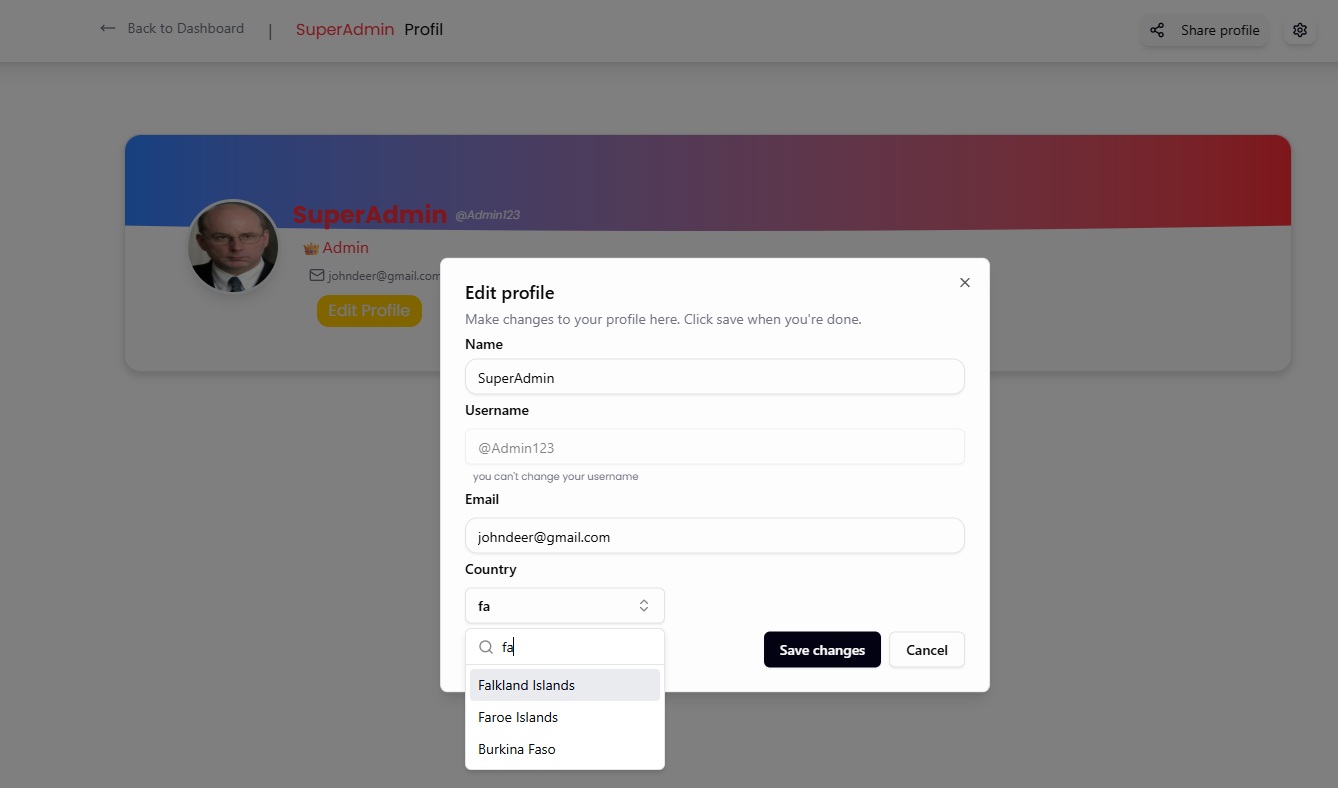 Back to Dashboard | SuperAdmin Profil Share profile
SuperAdmin @Admin123
Admin
johndeer@gmail.com
Edit Profile
Edit profile
Make changes to your profile here. Click save when you're done.
Name
SuperAdmin
Username
@Admin123
you can't change your username
Email
johndeer@gmail.com
Country
fa
fa
Save changes Cancel
Falkland Islands
Faroe Islands
Burkina Faso